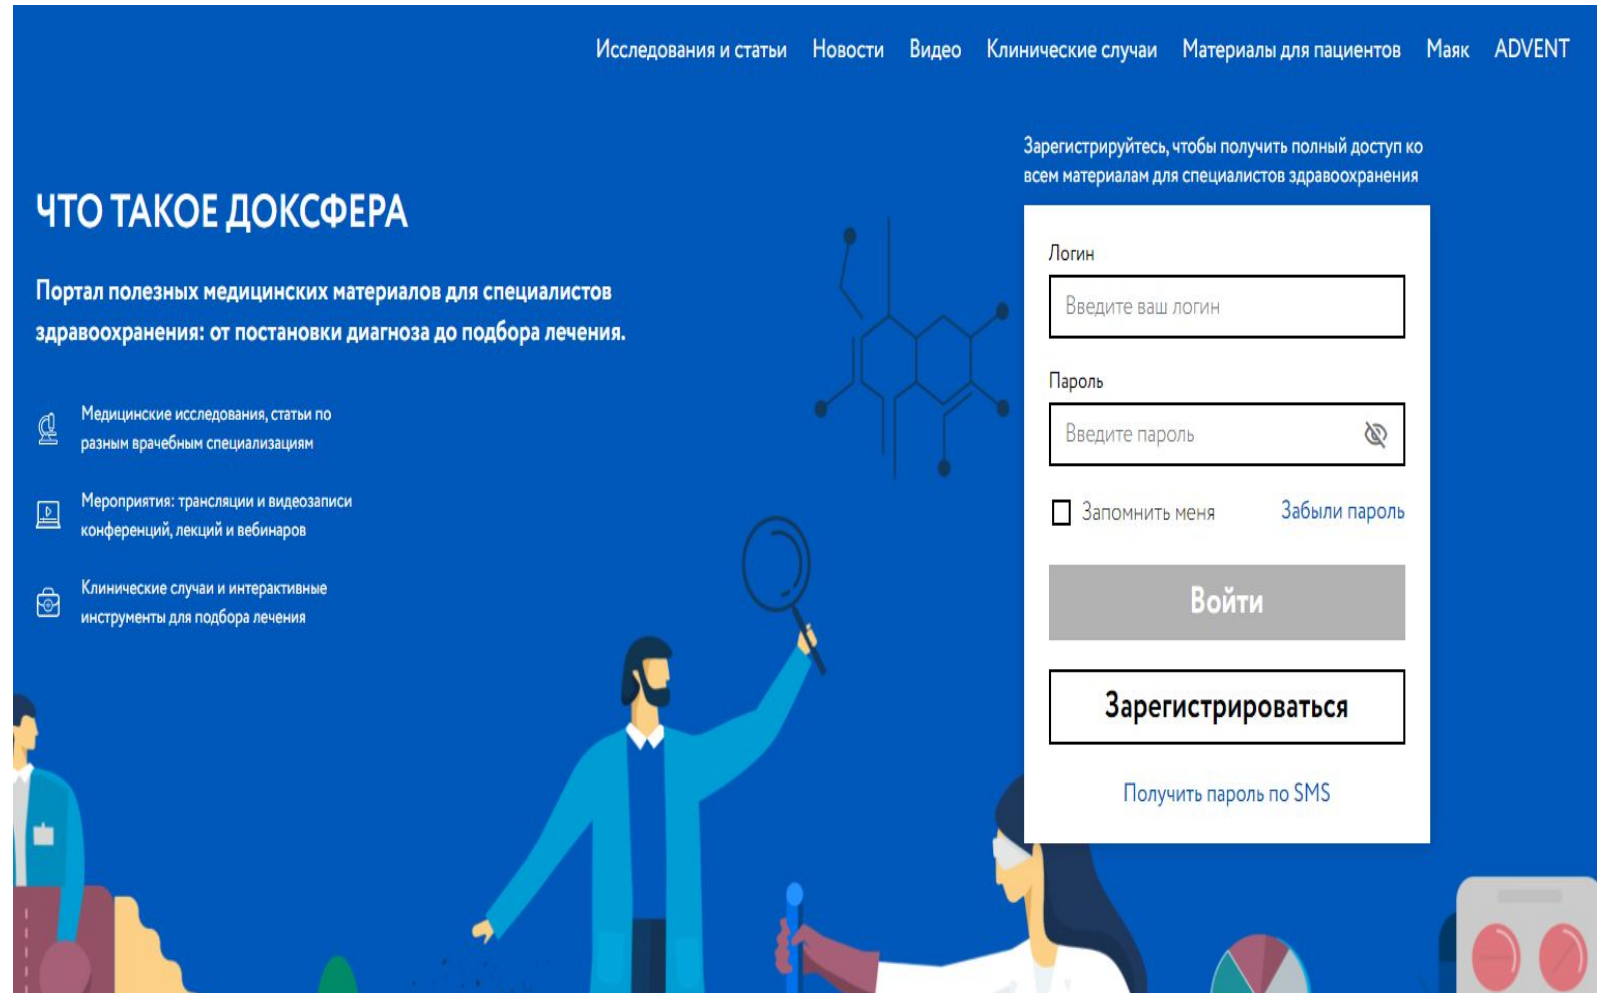 Исследования и статьи Новости Видео Клинические случаи Материалы для пациентов Маяк ADVENT
ЧТО ТАКОЕ ДОКСФЕРА
Портал полезных медицинских материалов для специалистов
здравоохранения: от постановки диагноза до подбора лечения.
Медицинские исследования, статьи по
разным врачебным специализациям
Мероприятия: трансляции и видеозаписи
конференций, лекций и вебинаров
Клинические случаи и интерактивные
инструменты для подбора лечения
Зарегистрируйтесь, чтобы получить полный доступ ко
всем материалам для специалистов здравоохранения
Логин
Введите ваш логин
Пароль
Введите пароль
Запомнить меня Забыли пароль
Войти
Зарегистрироваться
Получить пароль по SMS